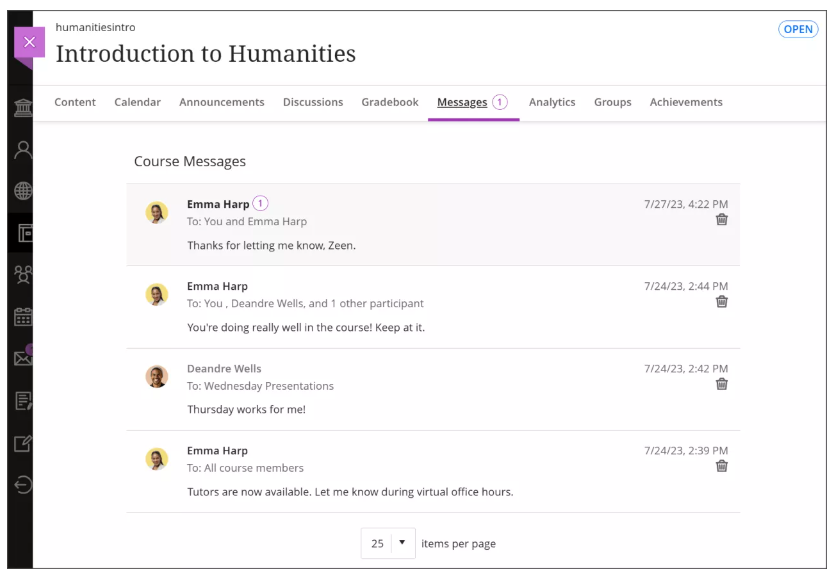 humanitiesintro
OPEN
Introduction to Humanities
Content Calendar Announcements Discussions Gradebook Messages 1 Analytics Groups Achievements
Course Messages
Emma Harp 1 7/27/23, 4:22 PM
To: You and Emma Harp
Thanks for letting me know, Zeen.
Emma Harp 7/24/23, 2:44 PM
To: You , Deandre Wells, and 1 other participant
You're doing really well in the course! Keep at it.
Deandre Wells 7/24/23, 2:42 PM
To: Wednesday Presentations
Thursday works for me!
Emma Harp 7/24/23, 2:39 PM
To: All course members
Tutors are now available. Let me know during virtual office hours.
25 items per page